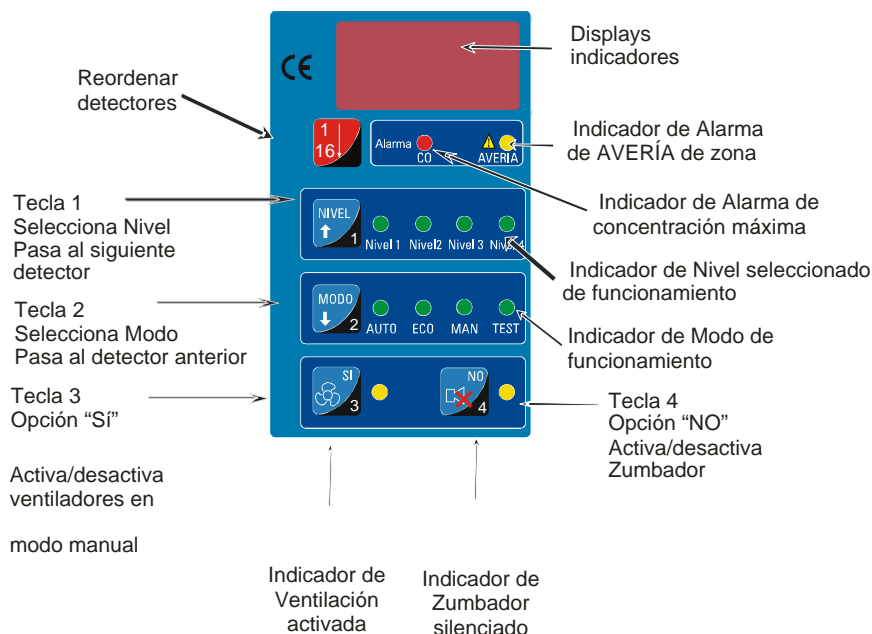 Displays
indicadores
CE
Reordenar
detectores
1
16
Alarma
CO
AVERIA
Indicador de Alarma
de AVERÍA de zona
Tecla 1
Selecciona Nivel
Pasa al siguiente
detector
NIVEL
1
Nivel 1 Nivel2 Nivel 3 Nivel 4
Indicador de Alarma de
concentración máxima
Indicador de Nivel seleccionado
de funcionamiento
Tecla 2
Selecciona Modo
Pasa al detector anterior
MODO
2
AUTO ECO MAN TEST
Indicador de Modo de
funcionamiento
Tecla 3
Opción “Sí”
Activa/desactiva
ventiladores en
modo manual
SI
3
NO
4
Tecla 4
Opción “NO”
Activa/desactiva
Zumbador
Indicador de
Ventilación
activada
Indicador de
Zumbador
silenciado